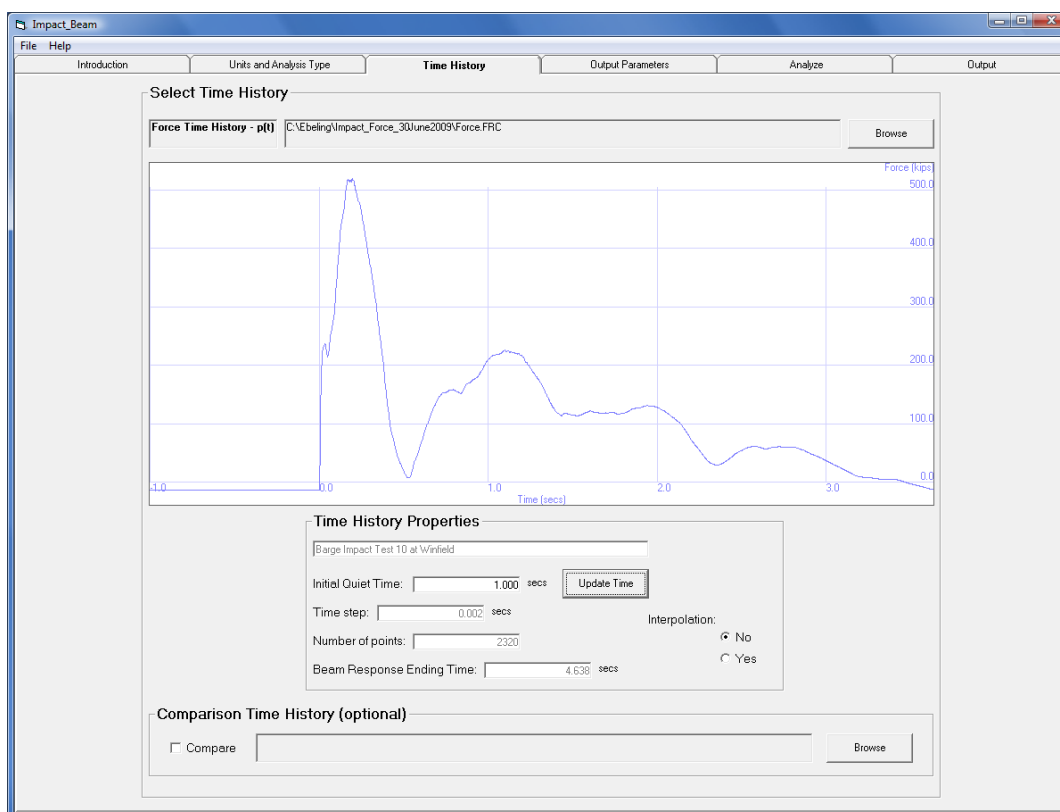 Impact_Beam
File Help
Introduction Units and Analysis Type Time History Output Parameters Analyze Output
Select Time History
Force Time History - p(t) C:\Ebeling\Impact_Force_30June2009\Force.FRC Browse
Force (kips)
500.0
400.0
300.0
200.0
100.0
0.0
-1.0 0.0 1.0 2.0 3.0
Time (secs)
Time History Properties
Barge Impact Test 10 at Winfield
Initial Quiet Time: 1.000 secs Update Time
Time step: 0.002 secs
Interpolation:
No
Number of points: 2320
Yes
Beam Response Ending Time: 4.638 secs
Comparison Time History (optional)
Compare Browse